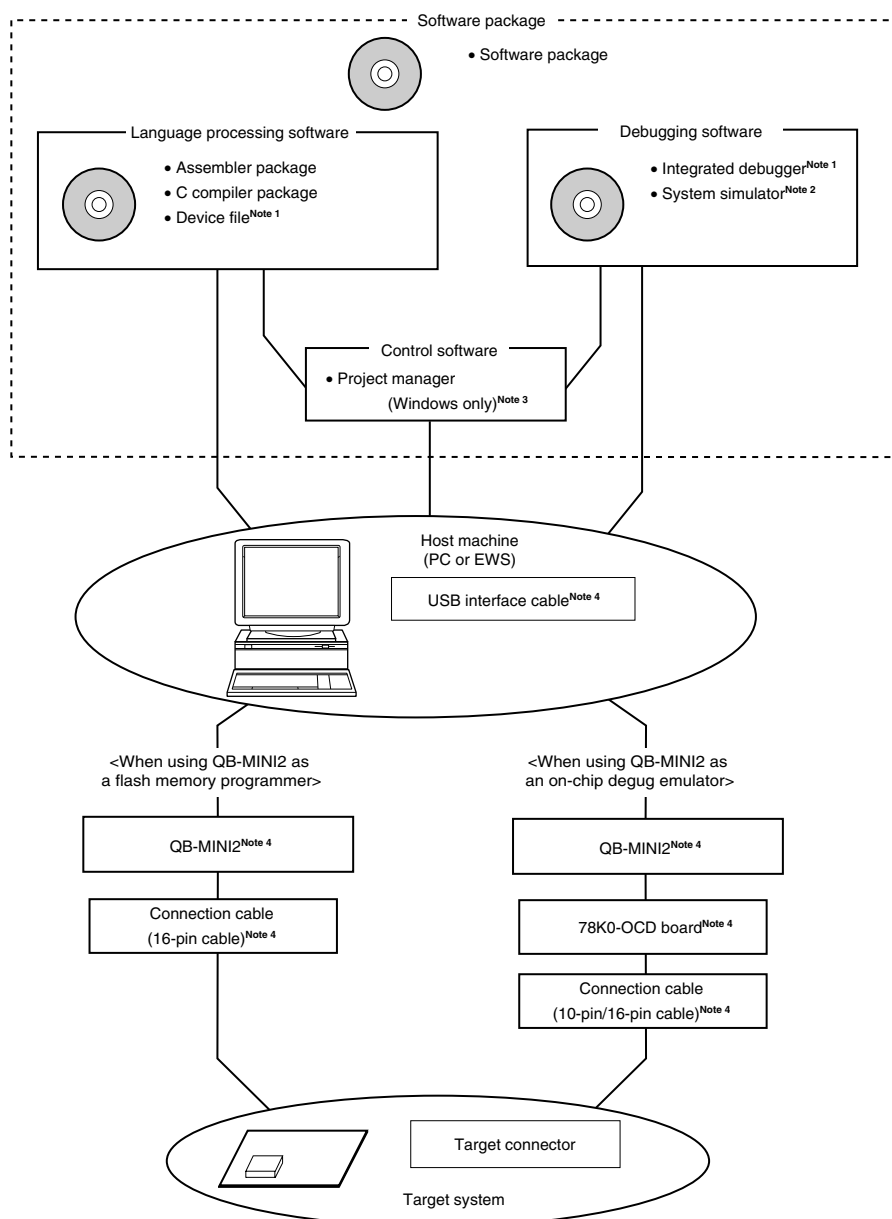 Software package
• Software package
Language processing software
• Assembler package
• C compiler package
• Device fileNote 1
Debugging software
• Integrated debuggerNote 1
• System simulatorNote 2
Control software
• Project manager
(Windows only)Note 3
Host machine
(PC or EWS)
USB interface cableNote 4
<When using QB-MINI2 as
a flash memory programmer>
<When using QB-MINI2 as
an on-chip degug emulator>
QB-MINI2Note 4
QB-MINI2Note 4
Connection cable
(16-pin cable)Note 4
78K0-OCD boardNote 4
Connection cable
(10-pin/16-pin cable)Note 4
Target connector
Target system